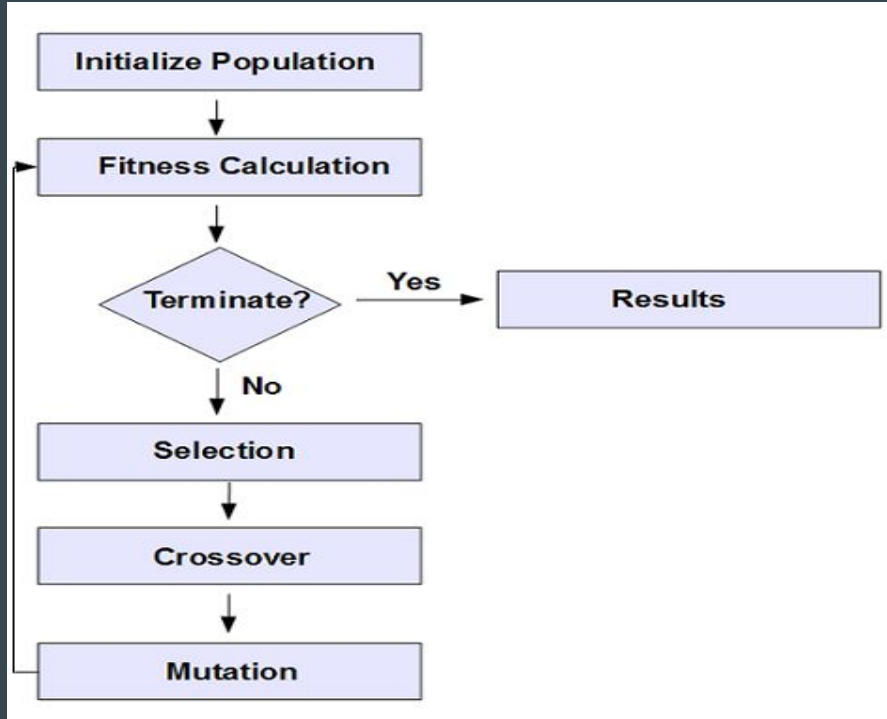 Initialize Population
Fitness Calculation
Terminate?
Yes
Results
No
Selection
Crossover
Mutation